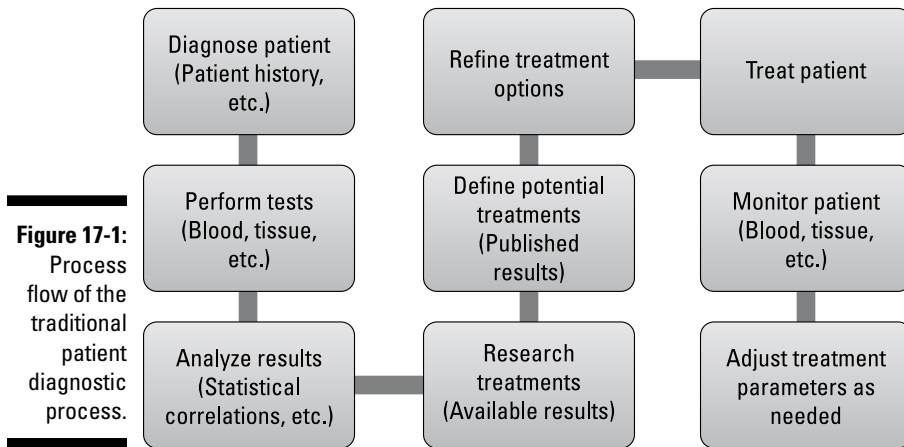 Diagnose patient
(Patient history,
etc.)
Perform tests
(Blood, tissue,
etc.)
Analyze results
(Statistical
correlations, etc.)
Research
treatments
(Available results)
Define potential
treatments
(Published
results)
Refine treatment
options
Treat patient
Monitor patient
(Blood, tissue,
etc.)
Adjust treatment
parameters as
needed
Figure 17-1:
Process
flow of the
traditional
patient
diagnostic
process.